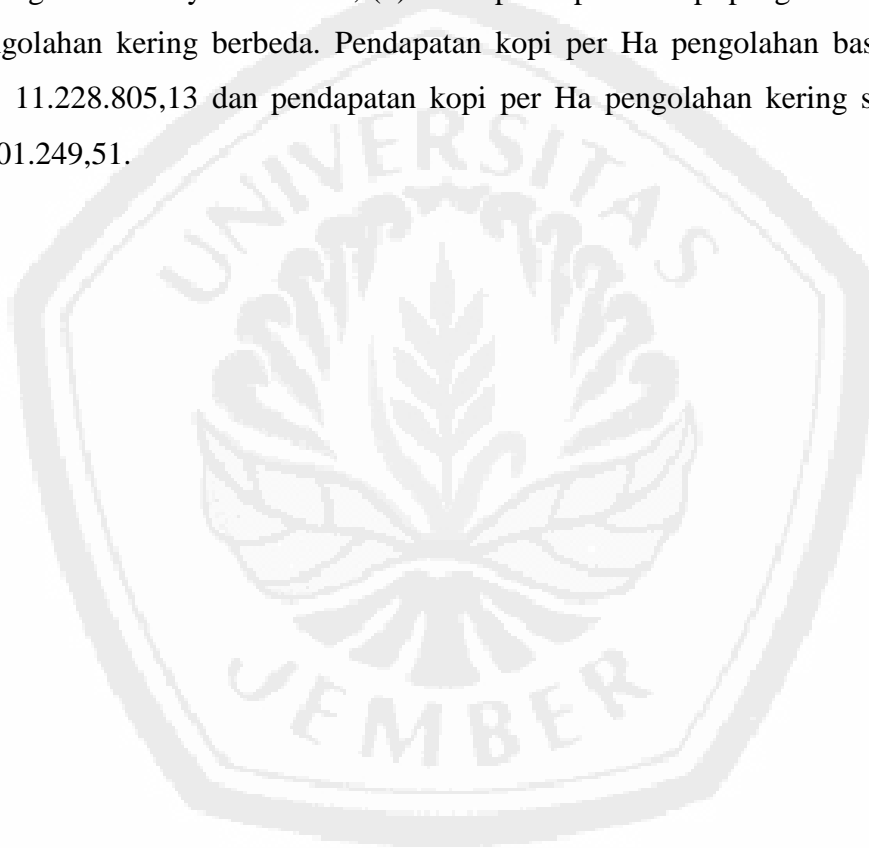 golahan kering berbeda. Pendapatan kopi per Ha pengolahan bas
11.228.805,13 dan pendapatan kopi per Ha pengolahan kering s
01.249,51.
UNIVERSITAS
JEMBER